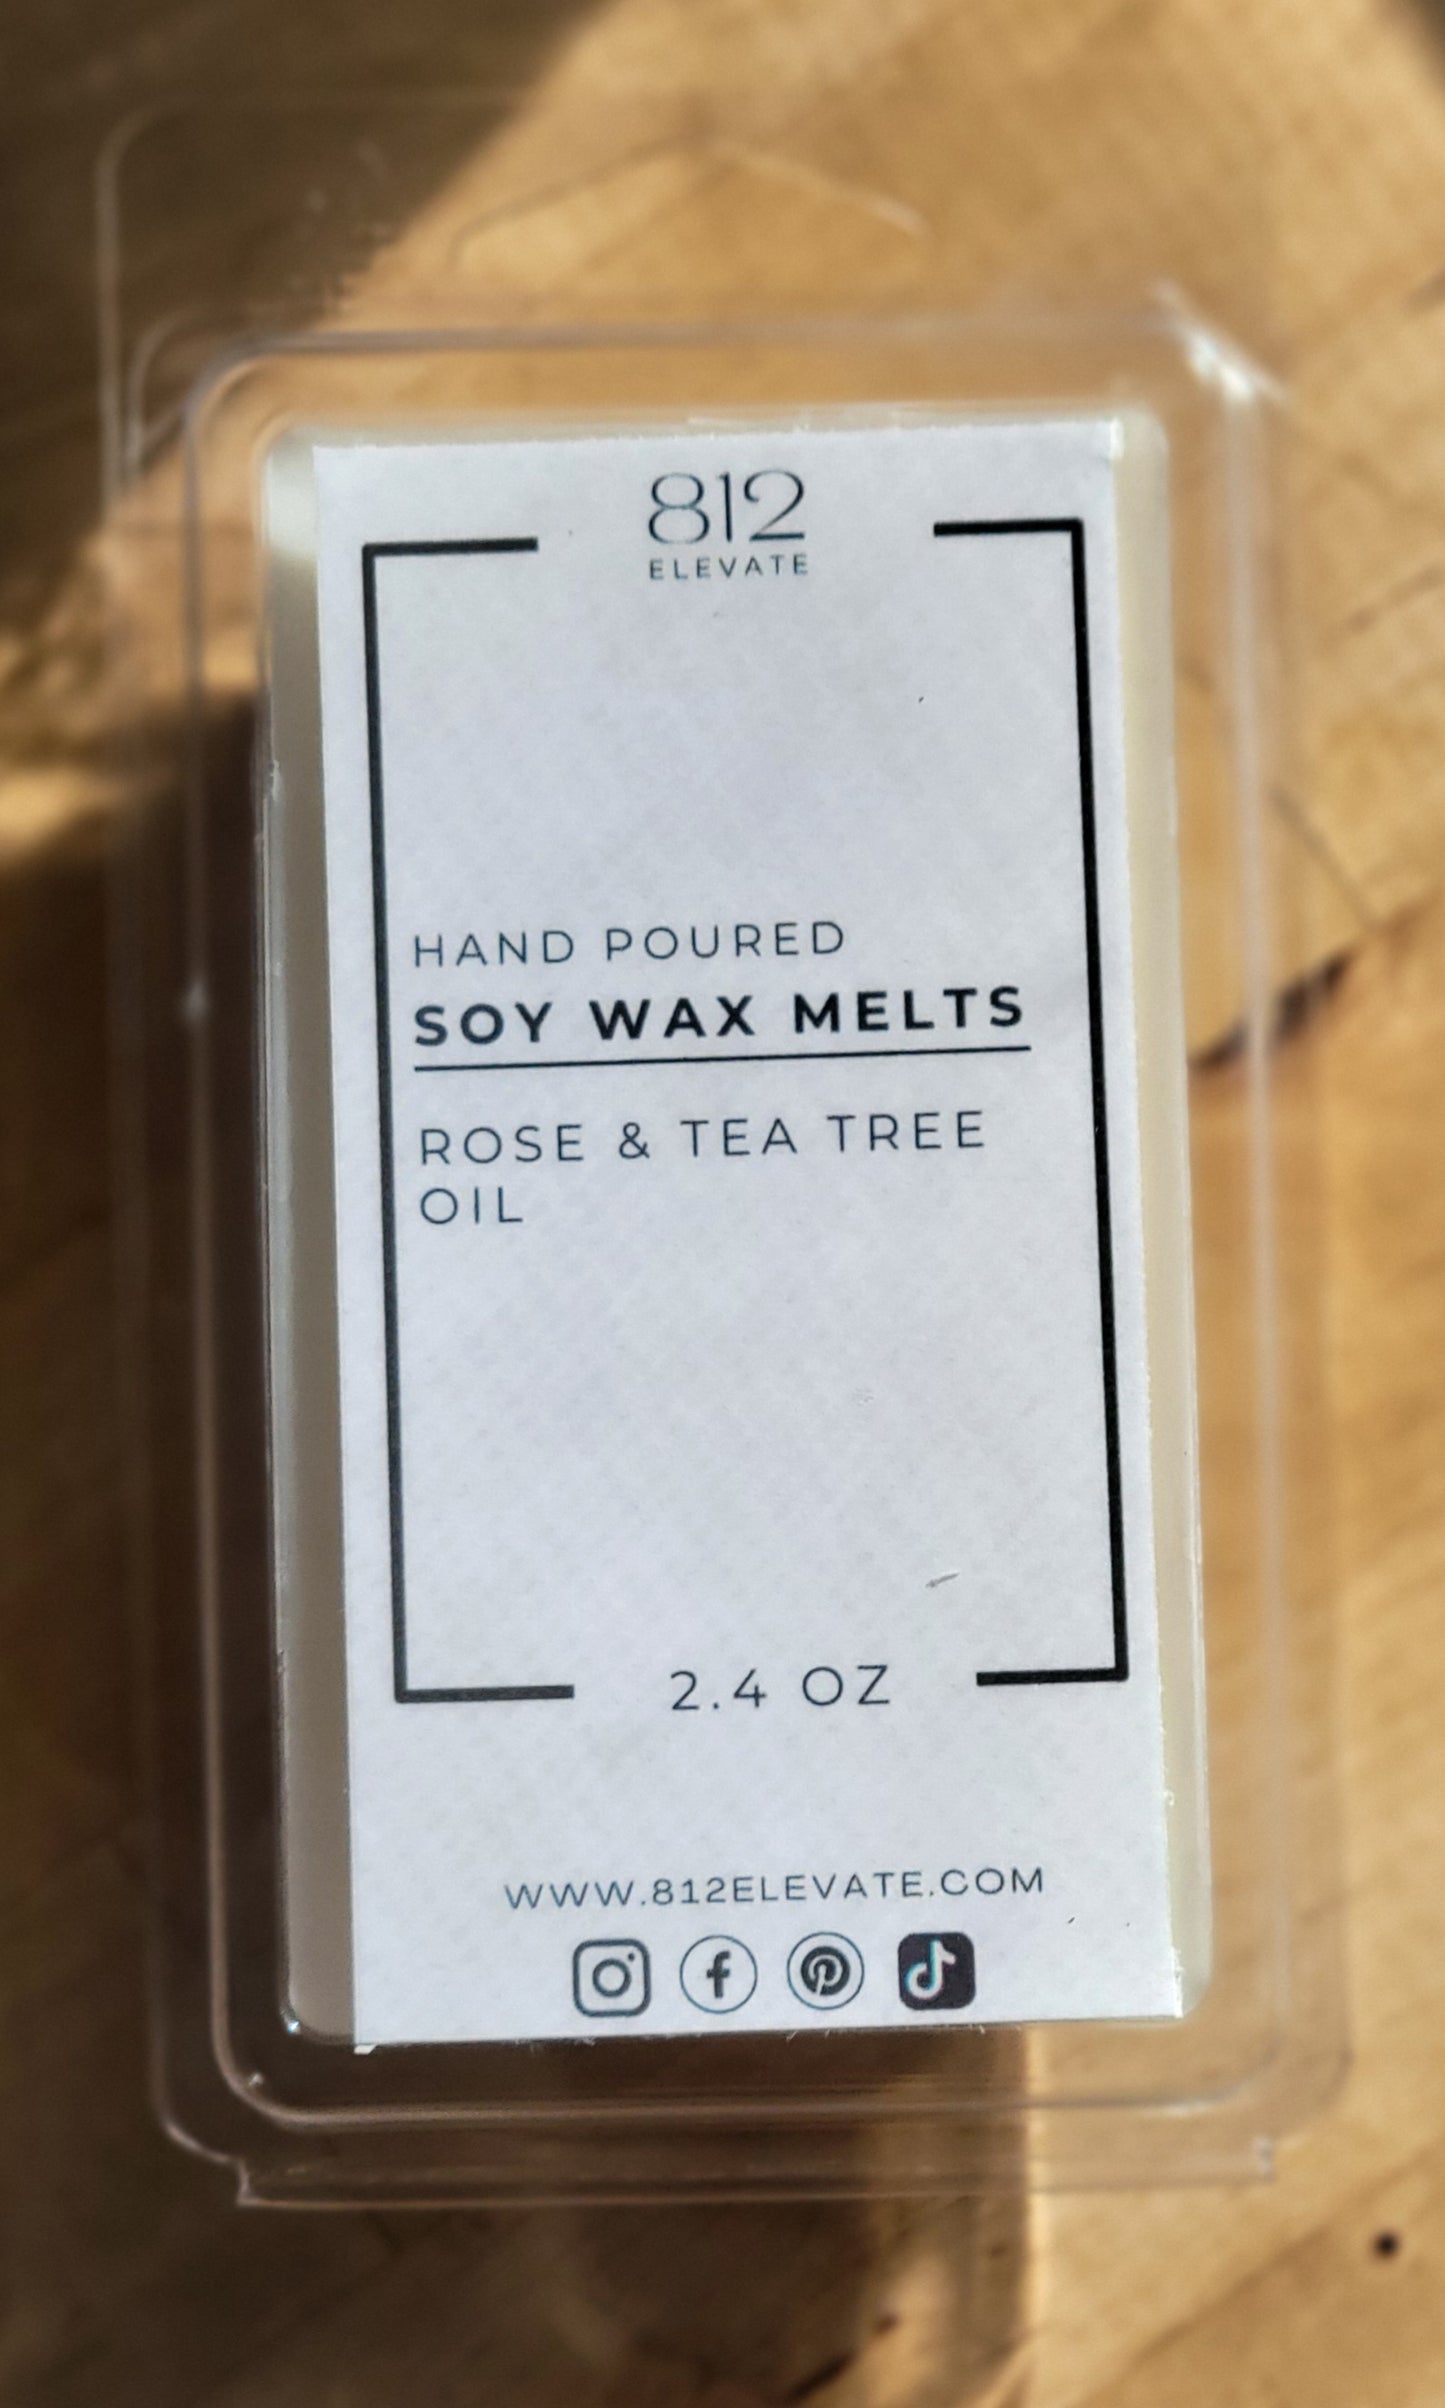 812
ELEVATE
HAND POURED
SOY WAX MELTS
ROSE & TEA TREE
OIL
2.4 OZ
WWW.812ELEVATE.COM